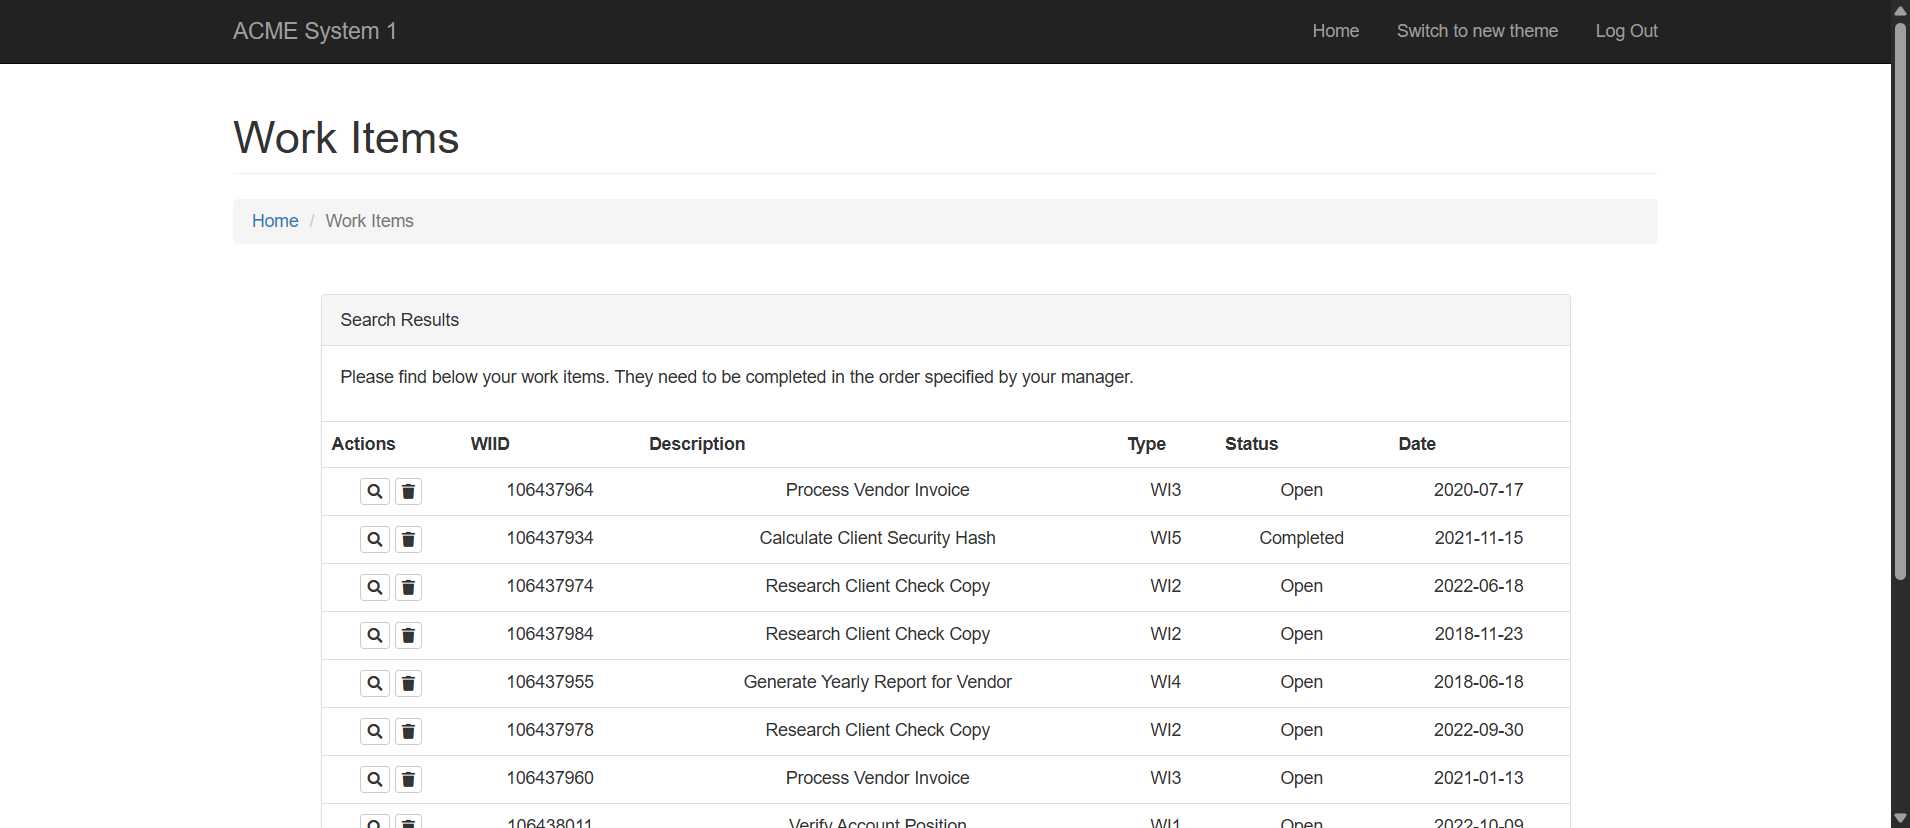 ACME System 1 Home Switch to new theme Log Out
Work Items
Home / Work Items
Search Results
Please find below your work items. They need to be completed in the order specified by your manager.
Actions WIID Description Type Status Date
106437964 Process Vendor Invoice WI3 Open 2020-07-17
106437934 Calculate Client Security Hash WI5 Completed 2021-11-15
106437974 Research Client Check Copy WI2 Open 2022-06-18
106437984 Research Client Check Copy WI2 Open 2018-11-23
106437955 Generate Yearly Report for Vendor WI4 Open 2018-06-18
106437978 Research Client Check Copy WI2 Open 2022-09-30
106437960 Process Vendor Invoice WI3 Open 2021-01-13
106438011 Verify Account Position WI1 Open 2022-10-09